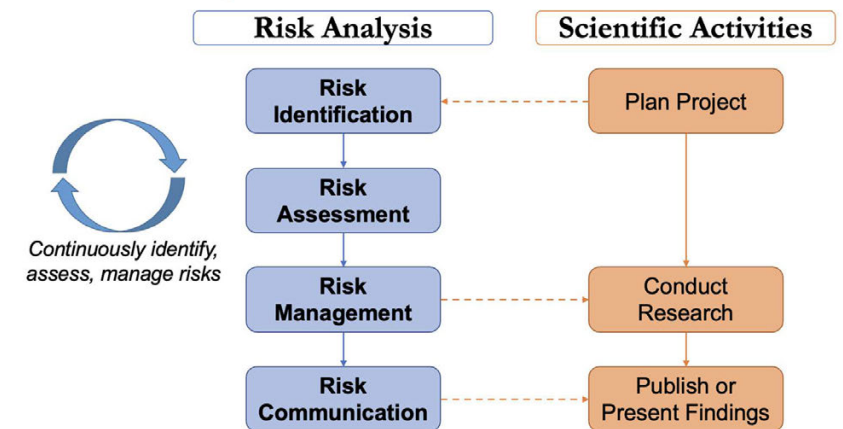 Risk Analysis
Scientific Activities
Risk
Identification
Plan Project
Risk
Assessment
Continuously identify,
assess, manage risks
Risk
Management
Conduct
Research
Risk
Communication
Publish or
Present Findings